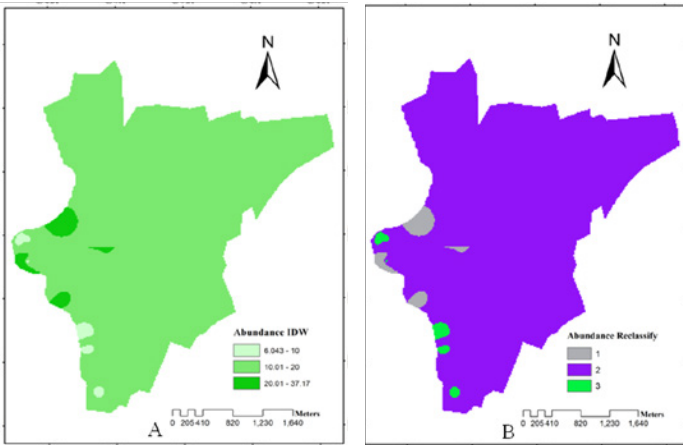 N
Abundance IDW
6.043 - 10
10.01 - 20
20.01 - 37.17
Meters
0 205 410 820 1,230 1,640
A
N
Abundance Reclassify
1
2
3
Meters
0 205 410 820 1,230 1,640
B